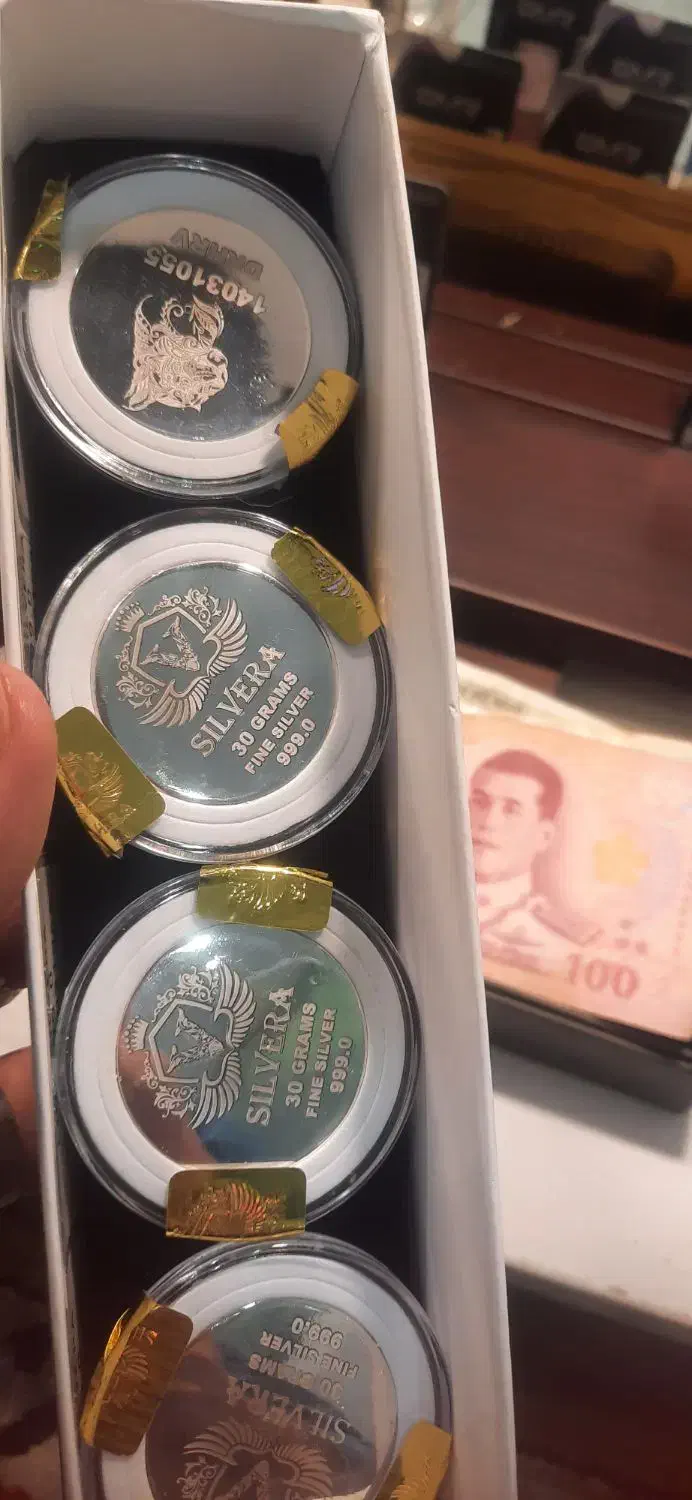 14031055
SILVERA
30 GRAMS
FINE SILVER
999.0
SILVERA
30 GRAMS
FINE SILVER
999.0
SILVERA
30 GRAMS
FINE SILVER
999.0
100